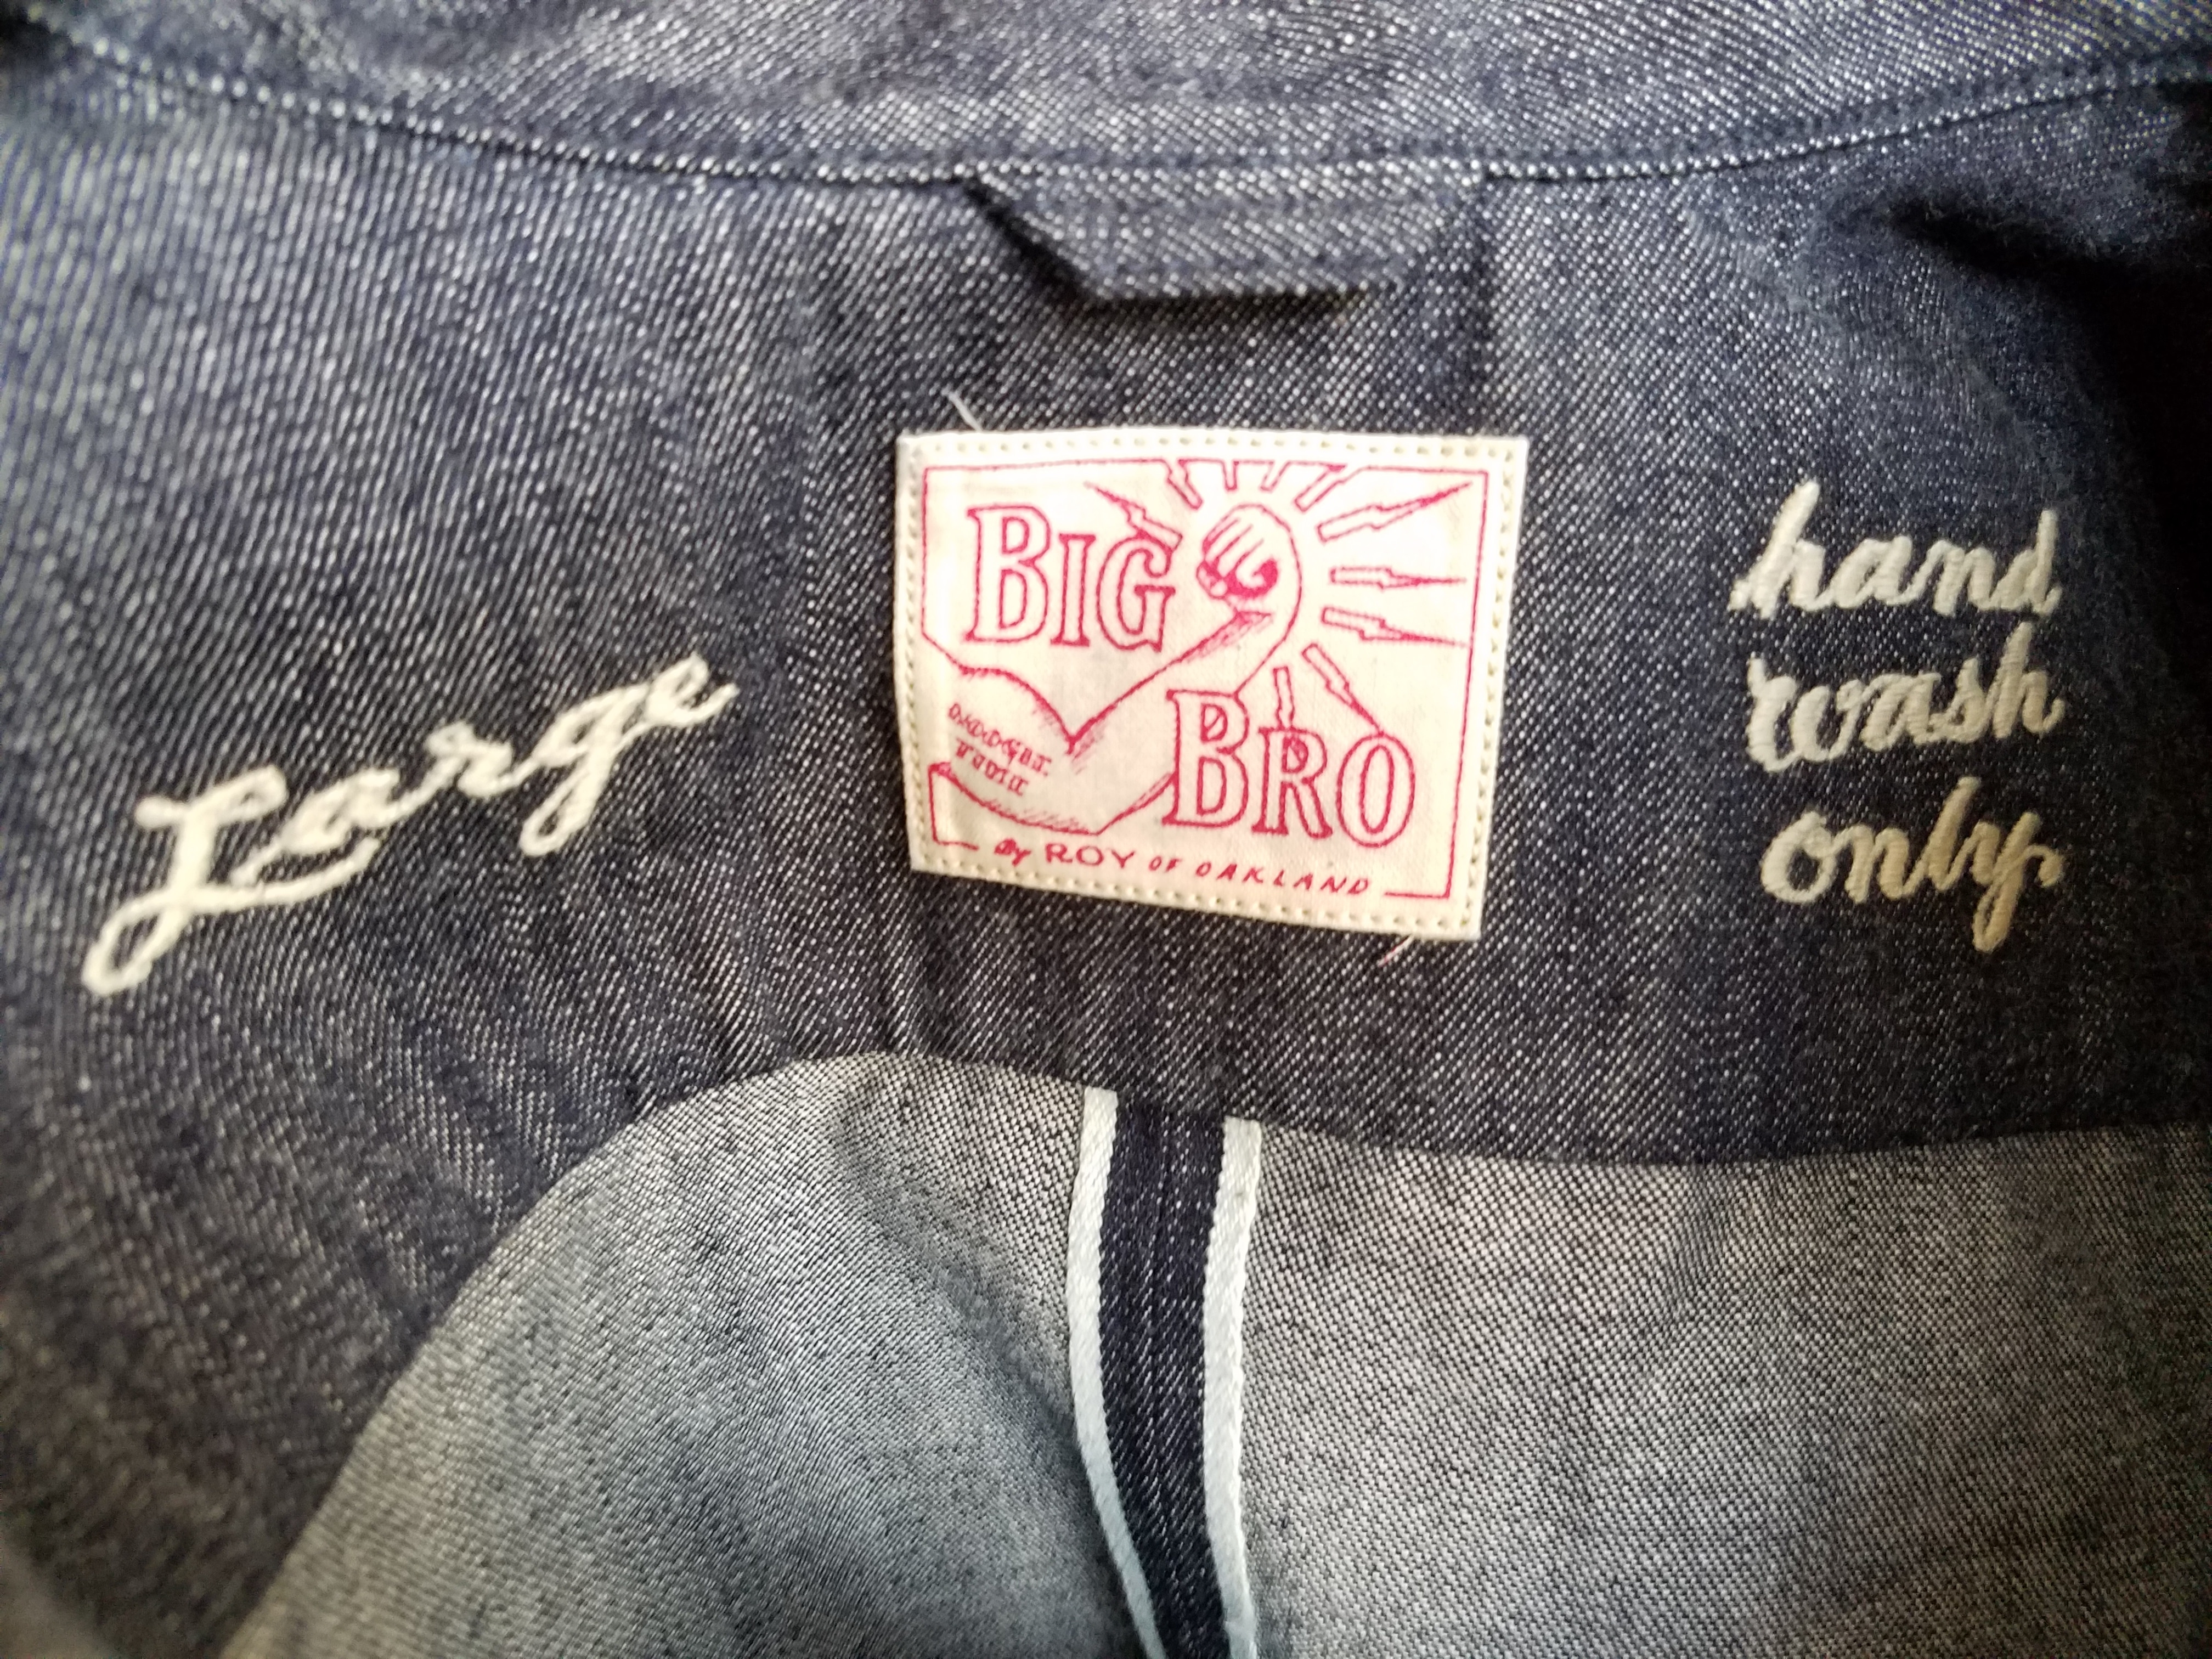 Large
BIG
BRO
By ROY OF OAKLAND
hand
wash
only.